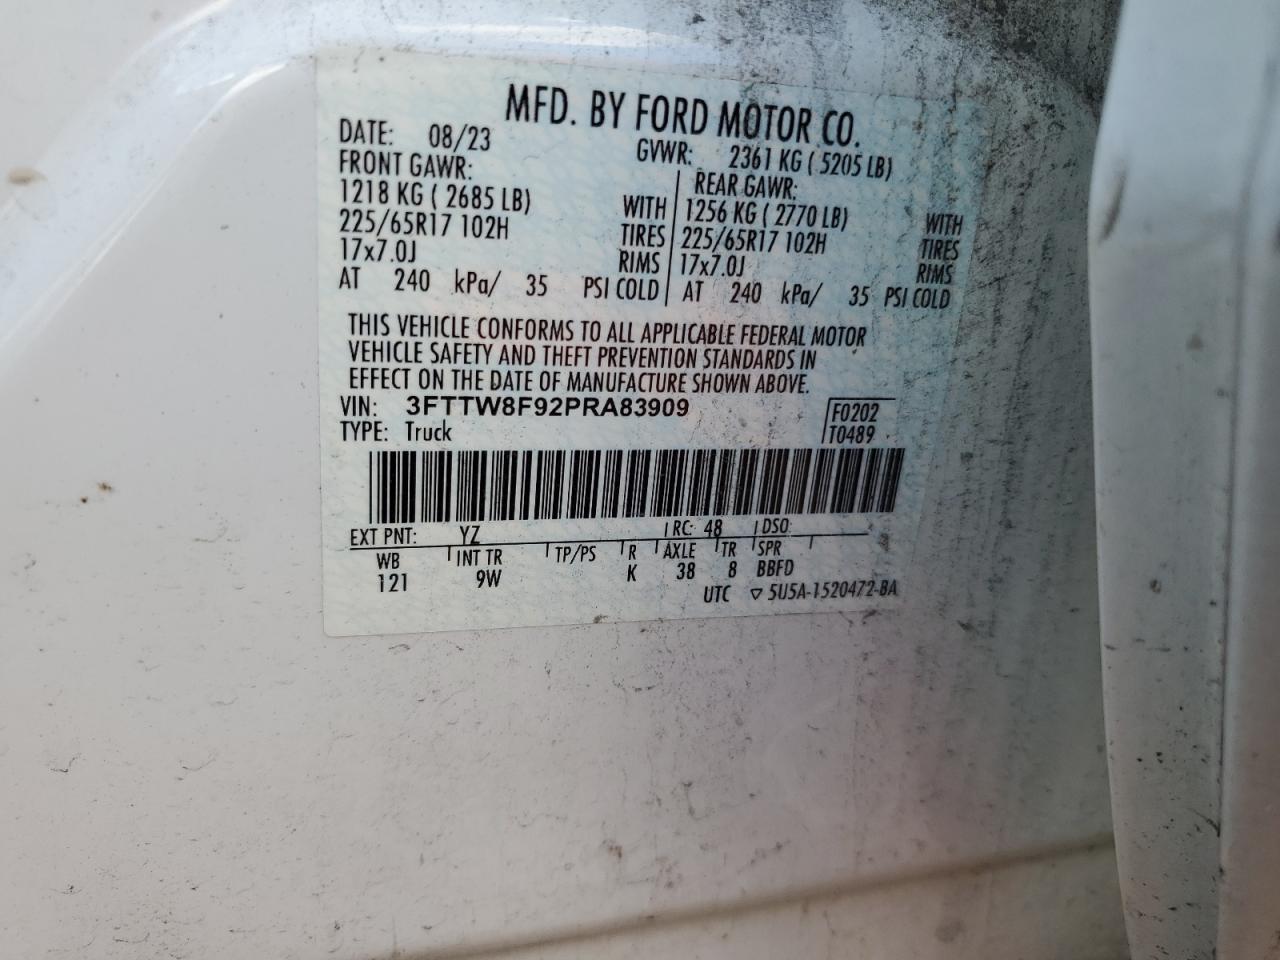 MFD. BY FORD MOTOR CO.
DATE: 08/23 GVWR: 2361 KG ( 5205 LB)
FRONT GAWR: REAR GAWR:
1218 KG ( 2685 LB) WITH 1256 KG ( 2770 LB) WITH
225/65R17 102H TIRES 225/65R17 102H TIRES
17x7.0J RIMS 17x7.0J RIMS
AT 240 kPa/ 35 PSI COLD AT 240 kPa/ 35 PSI COLD
THIS VEHICLE CONFORMS TO ALL APPLICABLE FEDERAL MOTOR
VEHICLE SAFETY AND THEFT PREVENTION STANDARDS IN
EFFECT ON THE DATE OF MANUFACTURE SHOWN ABOVE.
VIN: 3FTTW8F92PRA83909 F0202
TYPE: Truck T0489
EXT PNT: YZ RC: 48 DSO:
WB INT TR TP/PS R AXLE TR SPR
121 9W K 38 8 BBFD
UTC ▽ 5U5A-1520472-BA